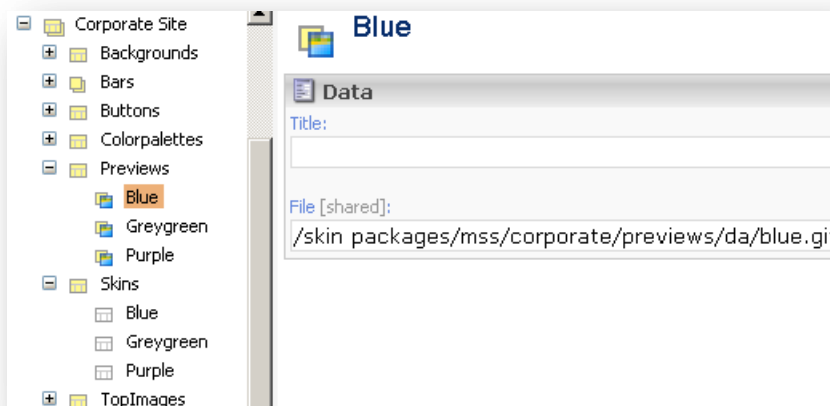 Corporate Site
Backgrounds
Bars
Buttons
Colorpalettes
Previews
Blue
Greygreen
Purple
Skins
Blue
Greygreen
Purple
TopImages
Blue
Data
Title:
File [shared]:
/skin packages/mss/corporate/previews/da/blue.gi